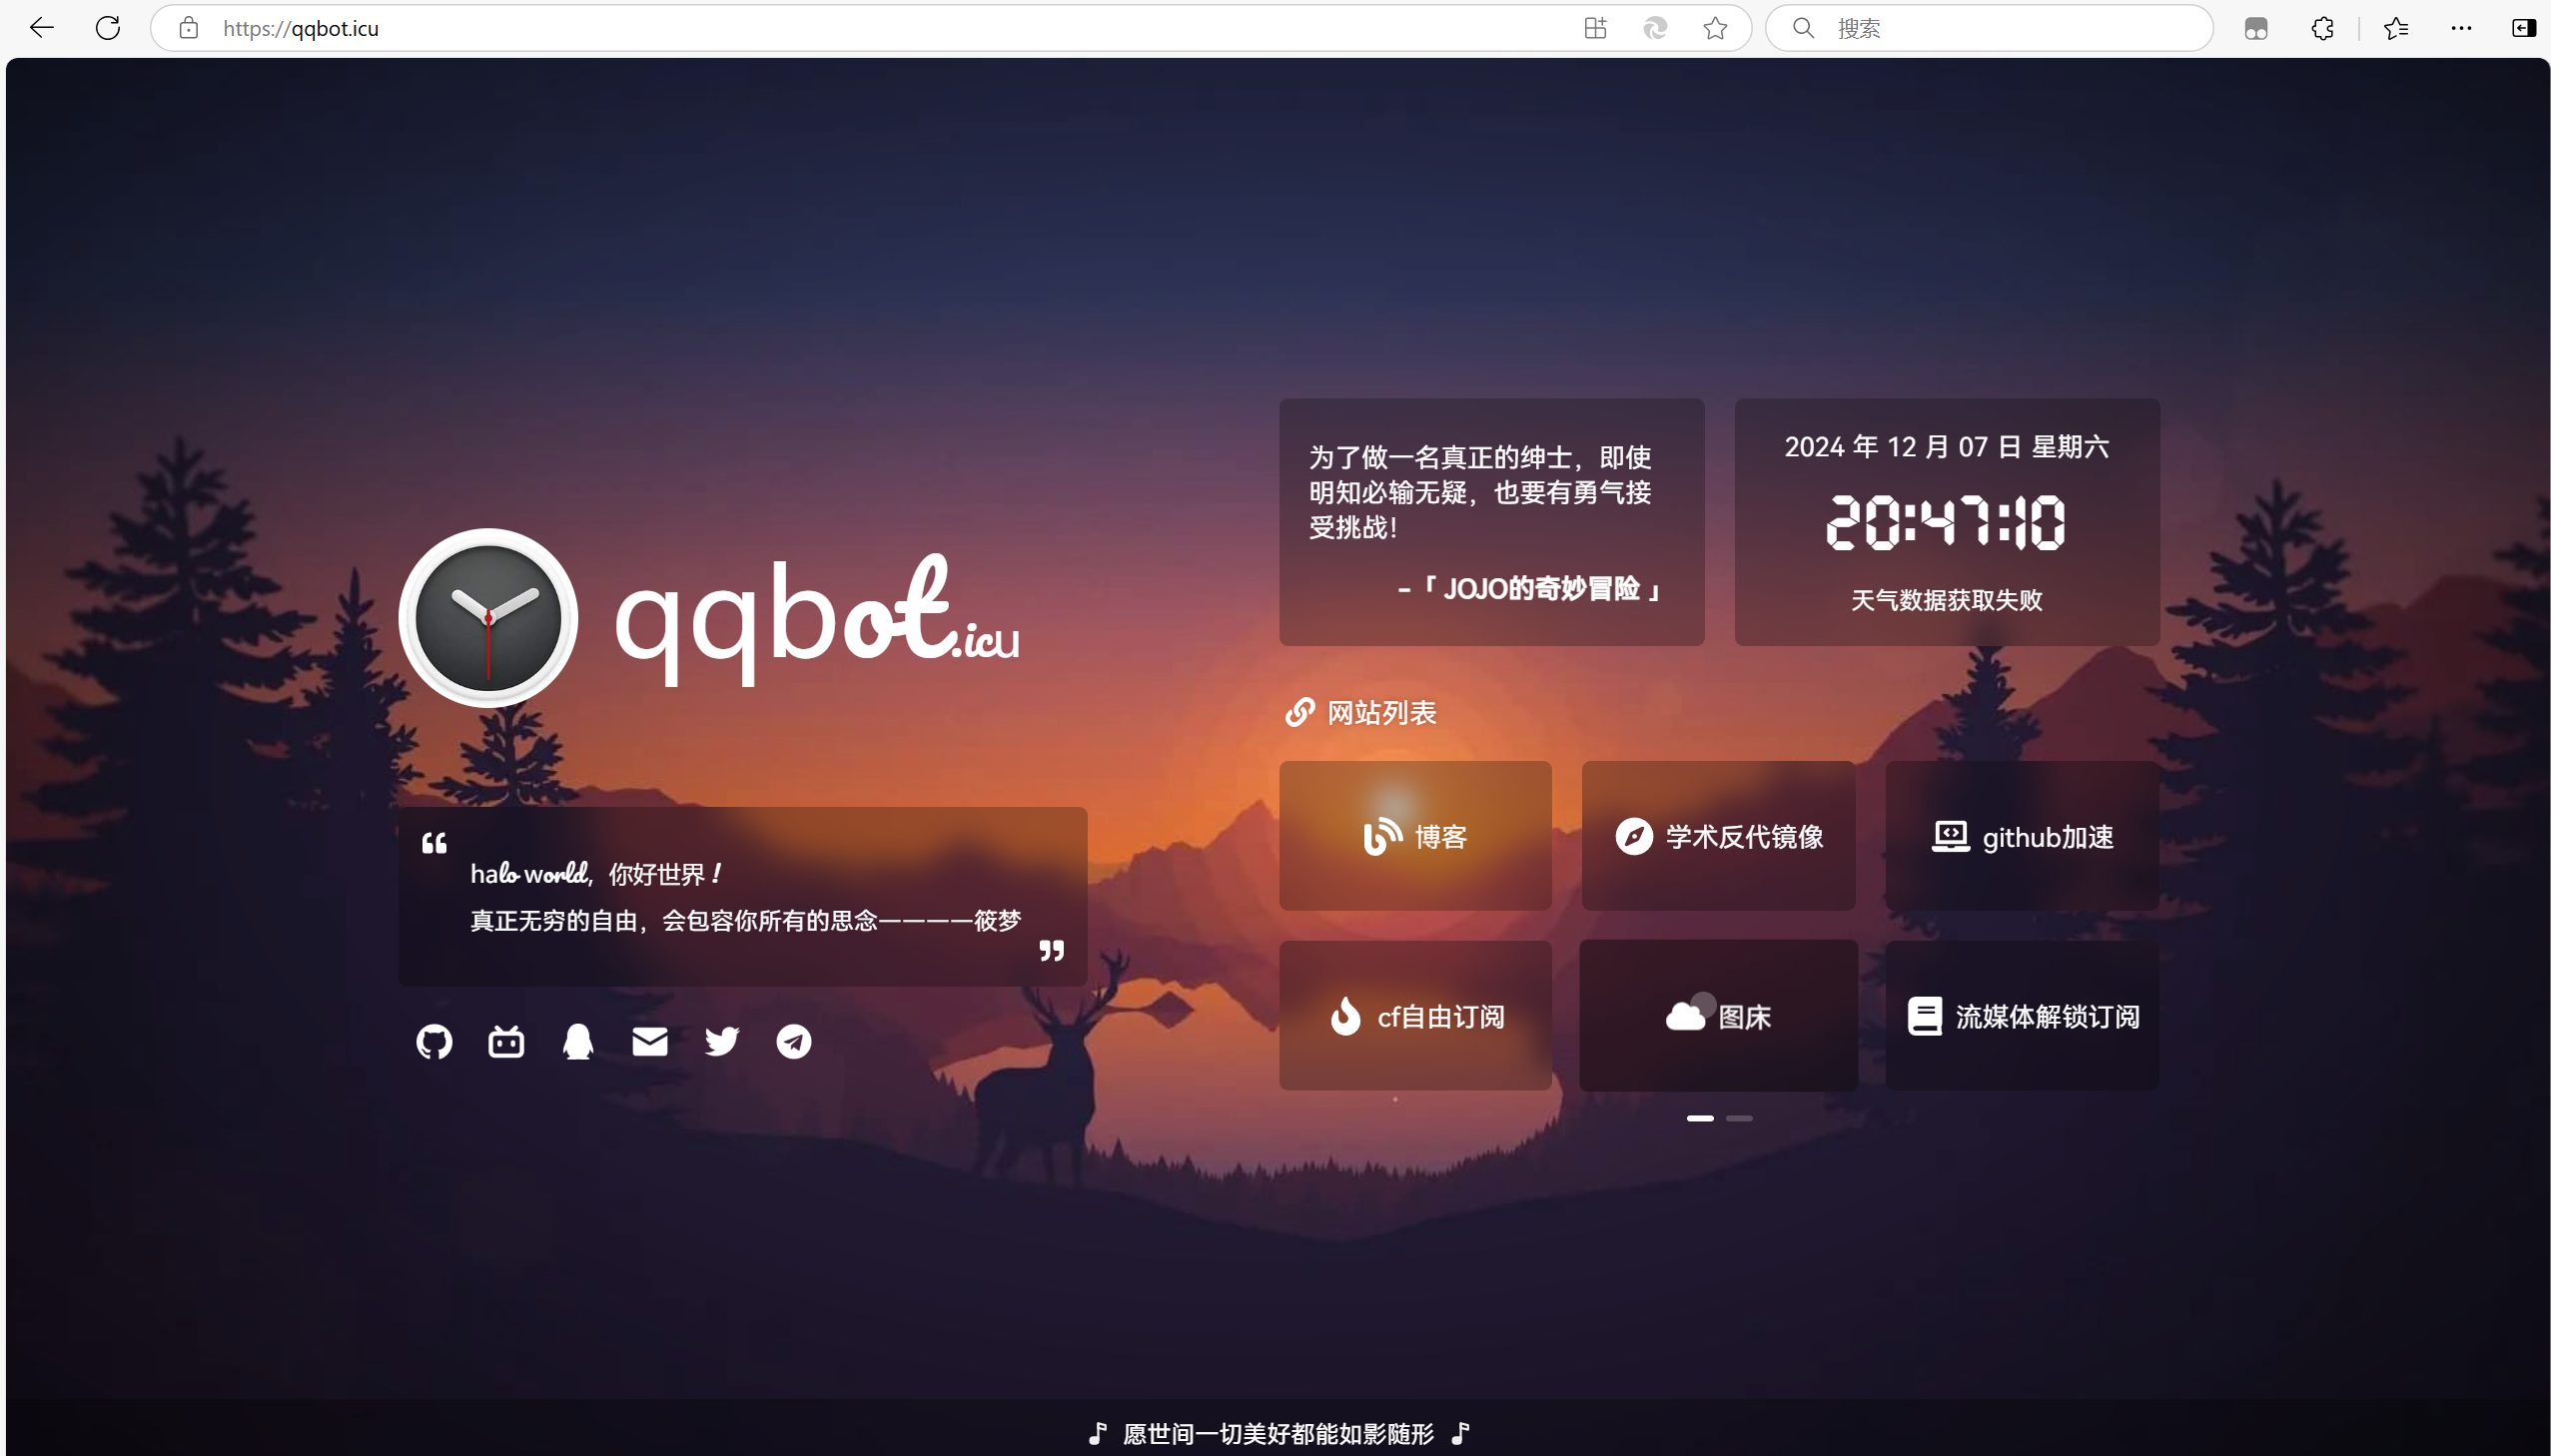 https://qqbot.icu
搜索
qqbot.icu
halo world，你好世界！
真正无穷的自由，会包容你所有的思念一一一一筱梦
为了做一名真正的绅士，即使
明知必输无疑，也要有勇气接
受挑战！
-「 JOJO的奇妙冒险 」
2024 年 12 月 07 日 星期六
20:47:10
天气数据获取失败
网站列表
博客
学术反代镜像
github加速
cf自由订阅
图床
流媒体解锁订阅
愿世间一切美好都能如影随形